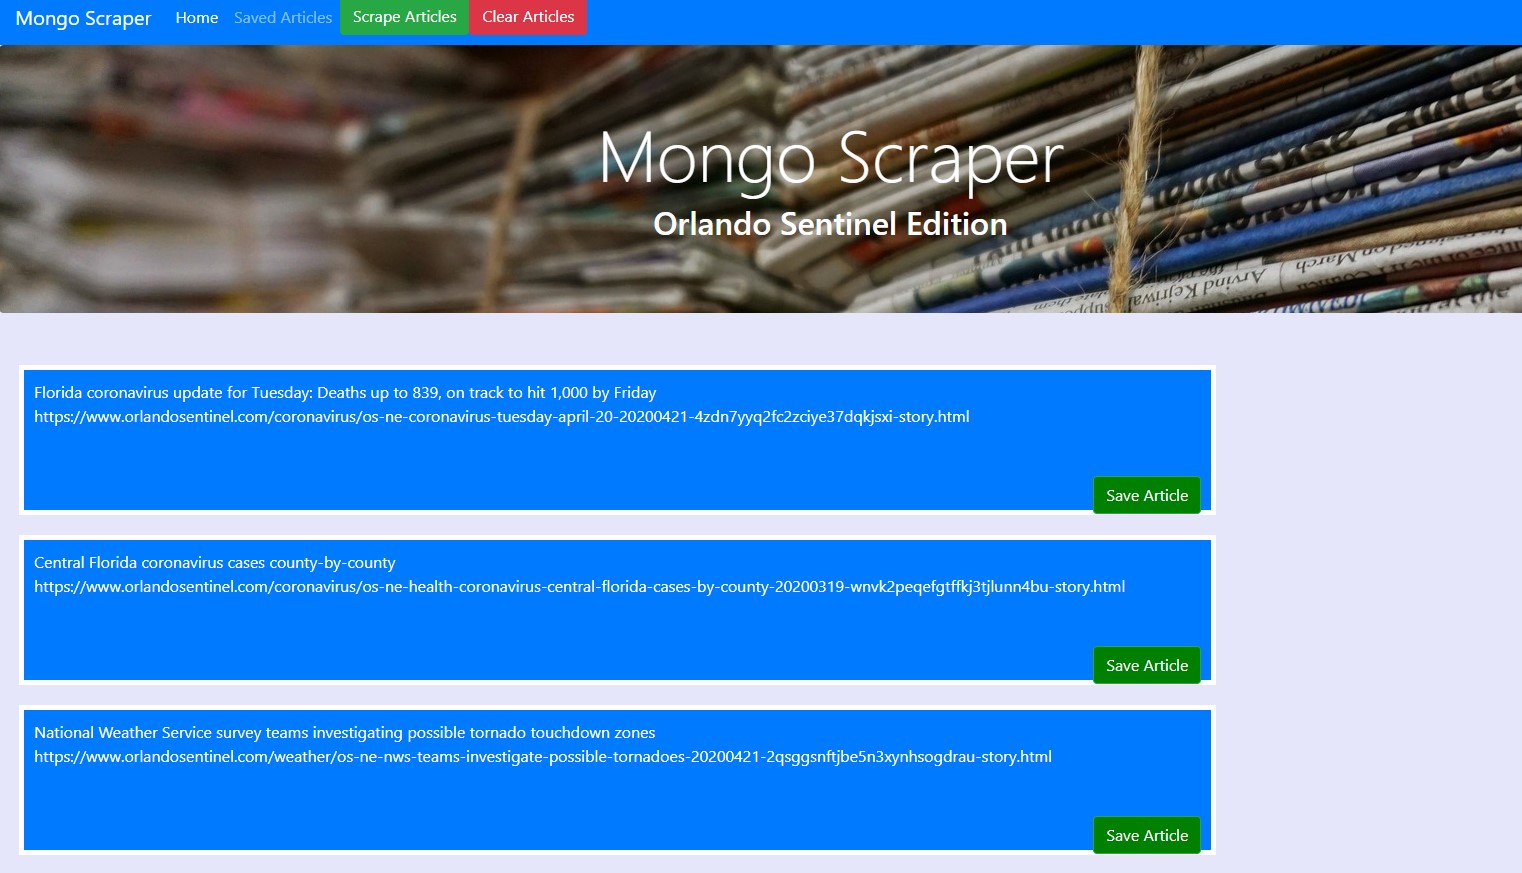 Mongo Scraper Home Saved Articles Scrape Articles Clear Articles
Mongo Scraper
Orlando Sentinel Edition
Arvind Kejriwal
Florida coronavirus update for Tuesday: Deaths up to 839, on track to hit 1,000 by Friday
https://www.orlandosentinel.com/coronavirus/os-ne-coronavirus-tuesday-april-20-20200421-4zdn7yyq2fc2zciye37dqkjsxi-story.html
Save Article
Central Florida coronavirus cases county-by-county
https://www.orlandosentinel.com/coronavirus/os-ne-health-coronavirus-central-florida-cases-by-county-20200319-wnvk2peqefgtffkj3tjlunn4bu-story.html
Save Article
National Weather Service survey teams investigating possible tornado touchdown zones
https://www.orlandosentinel.com/weather/os-ne-nws-teams-investigate-possible-tornadoes-20200421-2qsggsnftjbe5n3xynhsogdrau-story.html
Save Article